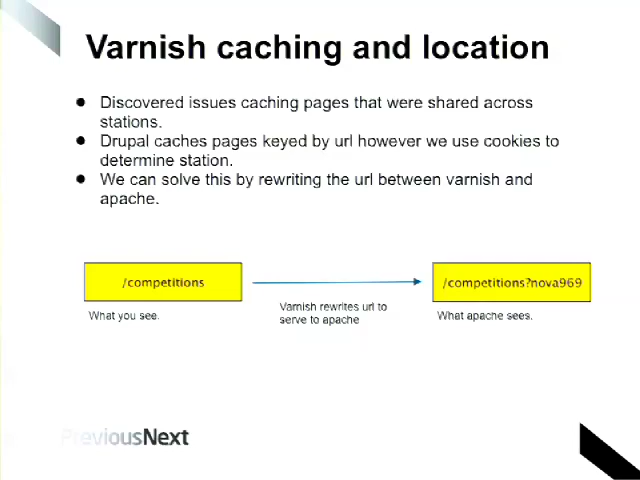 Varnish caching and location
● Discovered issues caching pages that were shared across
stations.
● Drupal caches pages keyed by url however we use cookies to
determine station.
● We can solve this by rewriting the url between varnish and
apache.
/competitions
/competitions?nova969
What you see.
Varnish rewrites url to
serve to apache
What apache sees.
PreviousNext